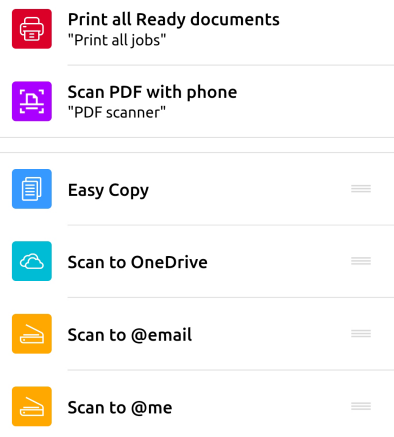 Print all Ready documents
"Print all jobs"
Scan PDF with phone
"PDF scanner"
Easy Copy
Scan to OneDrive
Scan to @email
Scan to @me